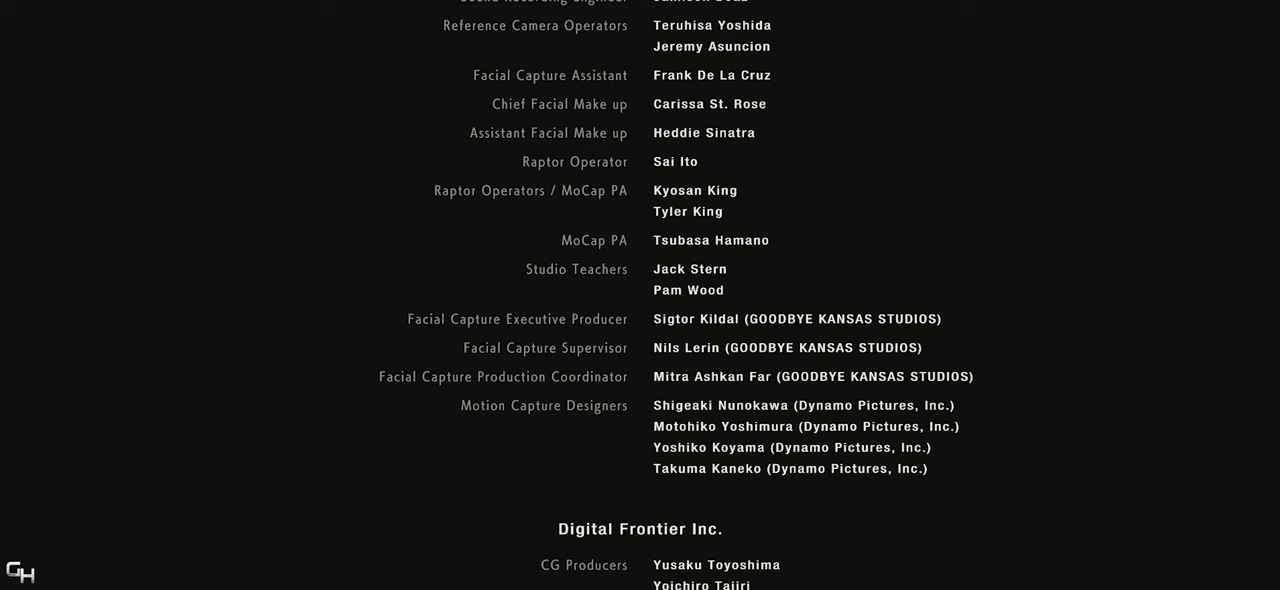 Reference Camera Operators Teruhisa Yoshida
Jeremy Asuncion
Facial Capture Assistant Frank De La Cruz
Chief Facial Make up Carissa St. Rose
Assistant Facial Make up Heddie Sinatra
Raptor Operator Sai Ito
Raptor Operators / MoCap PA Kyosan King
Tyler King
MoCap PA Tsubasa Hamano
Studio Teachers Jack Stern
Pam Wood
Facial Capture Executive Producer Sigtor Kildal (GOODBYE KANSAS STUDIOS)
Facial Capture Supervisor Nils Lerin (GOODBYE KANSAS STUDIOS)
Facial Capture Production Coordinator Mitra Ashkan Far (GOODBYE KANSAS STUDIOS)
Motion Capture Designers Shigeaki Nunokawa (Dynamo Pictures, Inc.)
Motohiko Yoshimura (Dynamo Pictures, Inc.)
Yoshiko Koyama (Dynamo Pictures, Inc.)
Takuma Kaneko (Dynamo Pictures, Inc.)
Digital Frontier Inc.
CG Producers Yusaku Toyoshima
Yoichiro Tajiri
GH